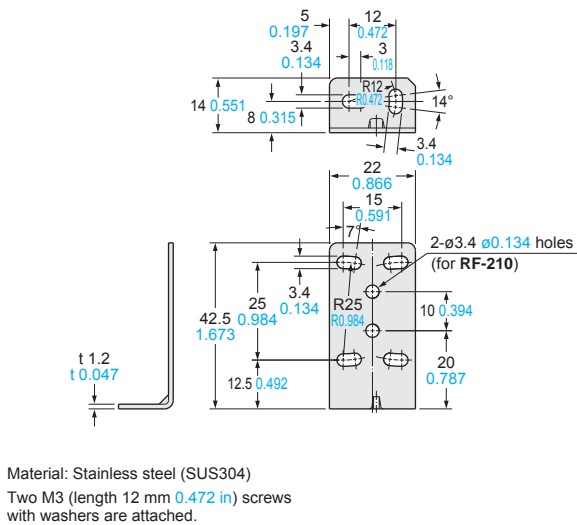 5 12
0.197 0.472
3.4 3
0.134 0.118
R12
R0.472
14 0.551
8 0.315
14°
3.4
0.134
22
0.866
15
0.591
7°
2-ø3.4 ø0.134 holes
(for RF-210)
3.4
0.134
R25
R0.984
25
0.984
42.5
1.673
10 0.394
20
0.787
12.5 0.492
t 1.2
t 0.047
Material: Stainless steel (SUS304)
Two M3 (length 12 mm 0.472 in) screws
with washers are attached.